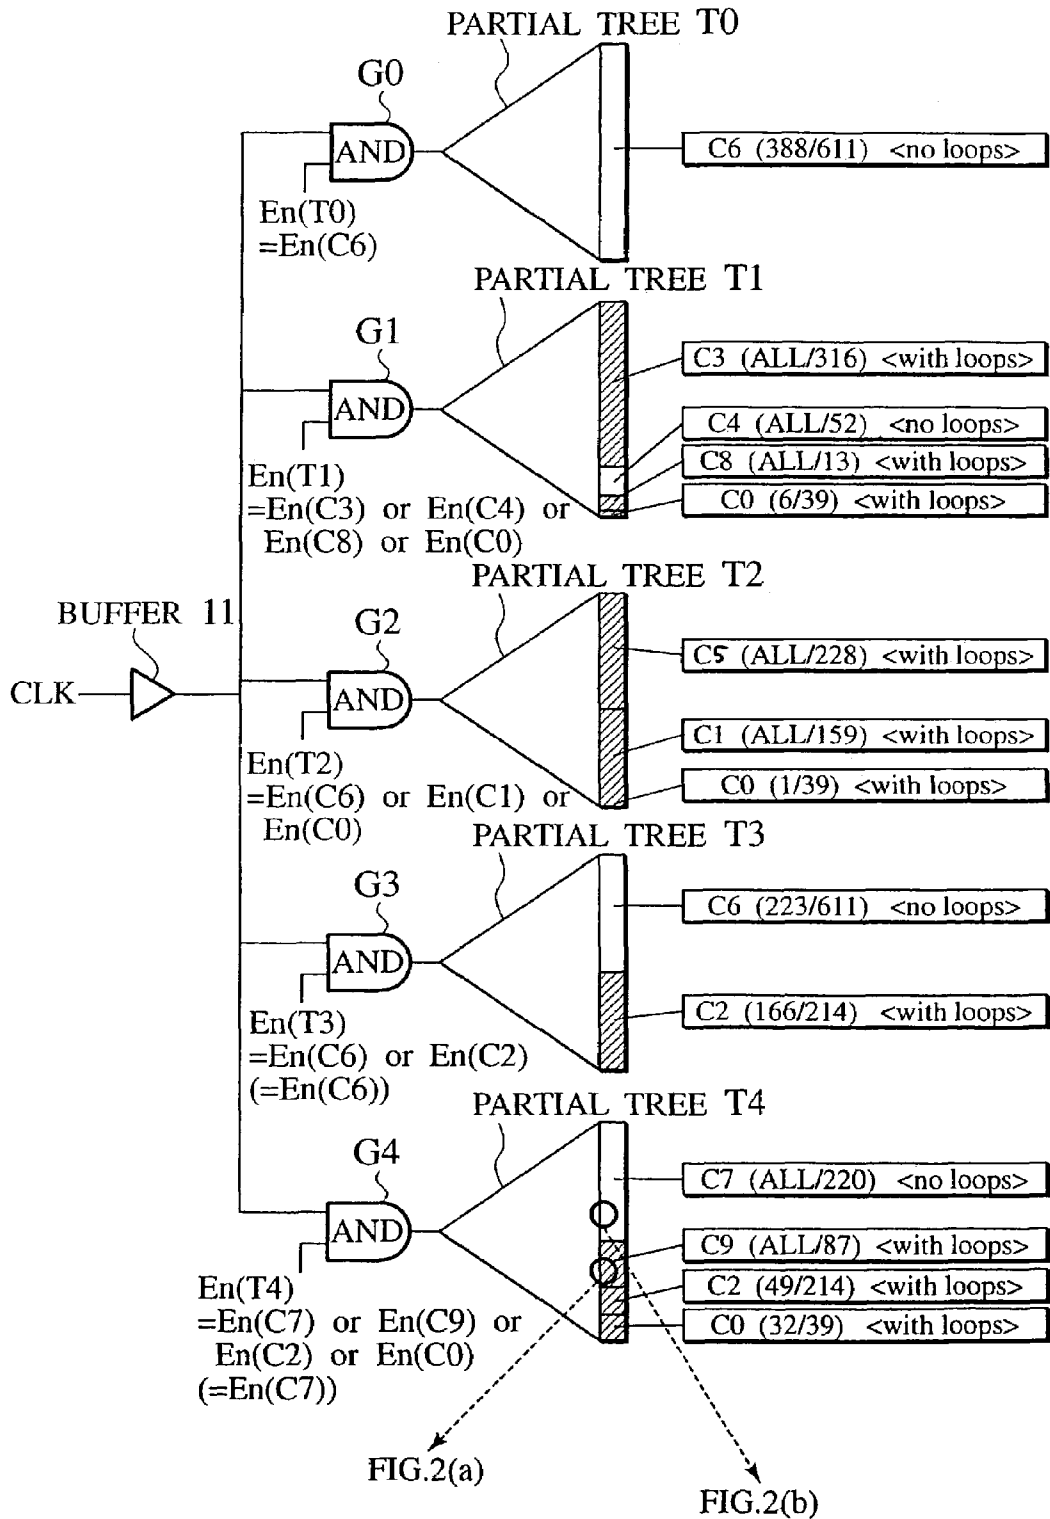 PARTIAL TREE T0
G0
AND
C6 (388/611) <no loops>
En(T0)
=En(C6)
PARTIAL TREE T1
G1
AND
C3 (ALL/316) <with loops>
C4 (ALL/52) <no loops>
C8 (ALL/13) <with loops>
C0 (6/39) <with loops>
En(T1)
=En(C3) or En(C4) or
En(C8) or En(C0)
PARTIAL TREE T2
BUFFER 11
G2
CLK
AND
C5 (ALL/228) <with loops>
C1 (ALL/159) <with loops>
C0 (1/39) <with loops>
En(T2)
=En(C6) or En(C1) or
En(C0)
PARTIAL TREE T3
G3
AND
C6 (223/611) <no loops>
C2 (166/214) <with loops>
En(T3)
=En(C6) or En(C2)
(=En(C6))
PARTIAL TREE T4
G4
AND
C7 (ALL/220) <no loops>
C9 (ALL/87) <with loops>
C2 (49/214) <with loops>
C0 (32/39) <with loops>
En(T4)
=En(C7) or En(C9) or
En(C2) or En(C0)
(=En(C7))
FIG.2(a)
FIG.2(b)